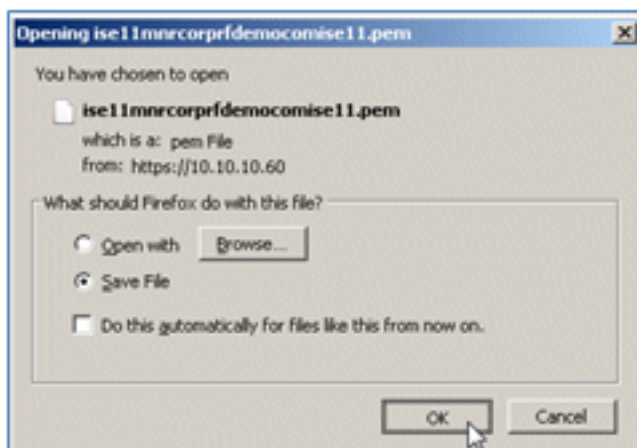 Opening ise11mnrcorprfdemocomise11.pem
You have chosen to open
ise11mnrcorprfdemocomise11.pem
which is a: pem File
from: https://10.10.10.60
What should Firefox do with this file?
Open with Browse...
Save File
Do this automatically for files like this from now on.
OK Cancel